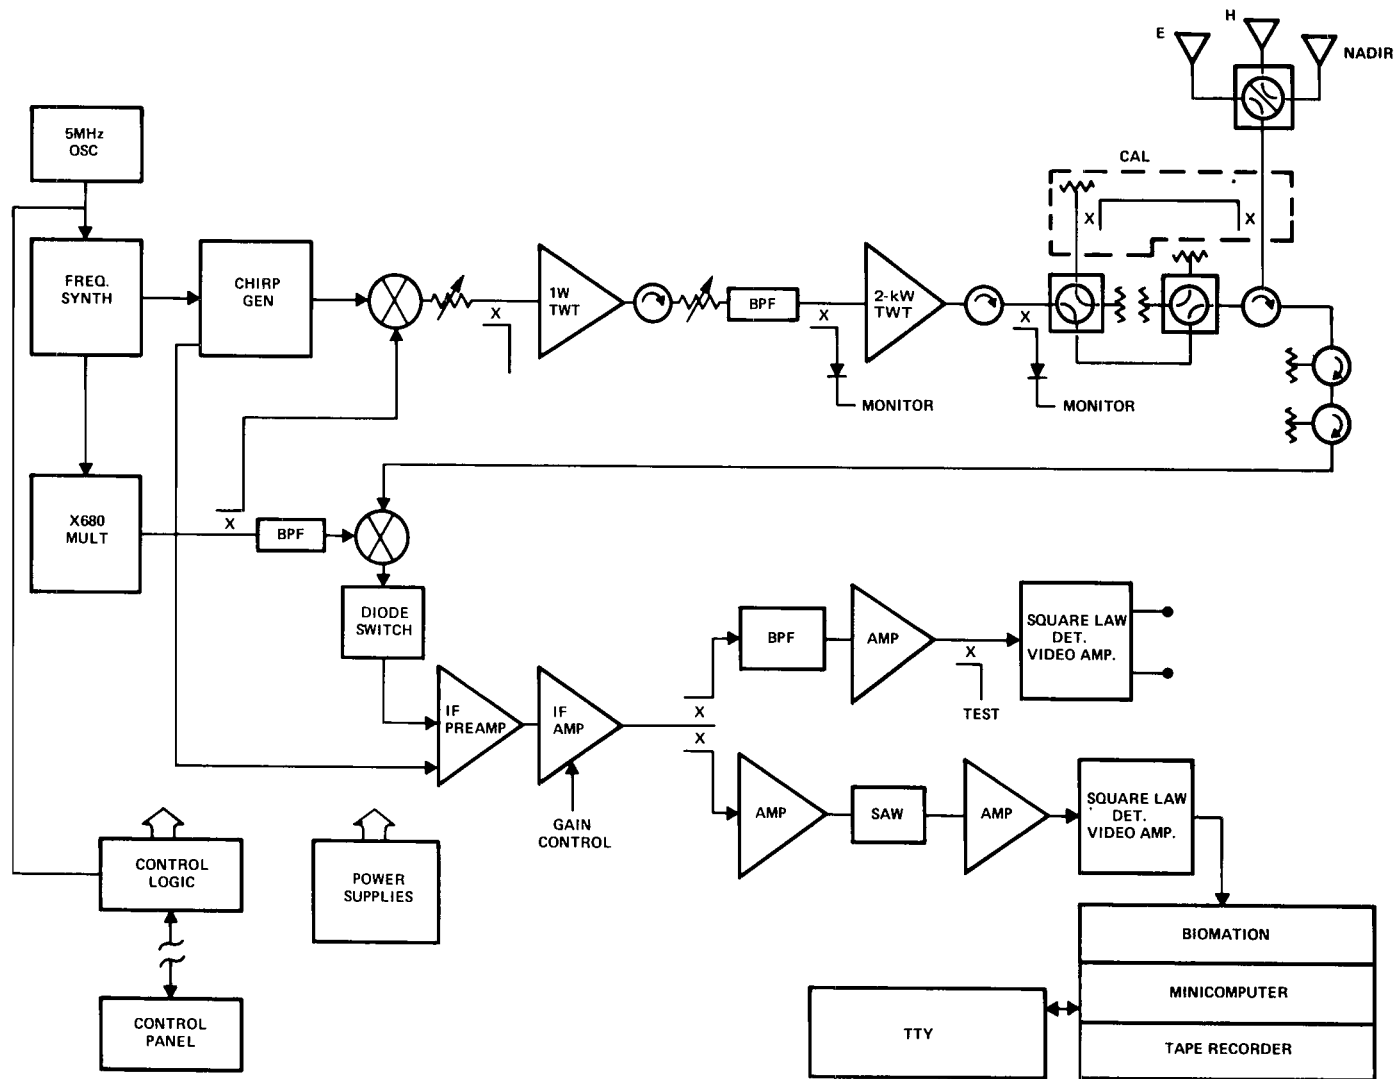 H
E
NADIR
5MHz
OSC
CAL
X
X
FREQ.
SYNTH
CHIRP
GEN
1W
TWT
X
BPF
X
2-kW
TWT
X
MONITOR
MONITOR
X680
MULT
X
BPF
DIODE
SWITCH
BPF
AMP
X
TEST
SQUARE LAW
DET.
VIDEO AMP.
IF
PREAMP
IF
AMP
X
X
GAIN
CONTROL
AMP
SAW
AMP
SQUARE LAW
DET.
VIDEO AMP.
CONTROL
LOGIC
POWER
SUPPLIES
BIOMATION
MINICOMPUTER
TAPE RECORDER
TTY
CONTROL
PANEL